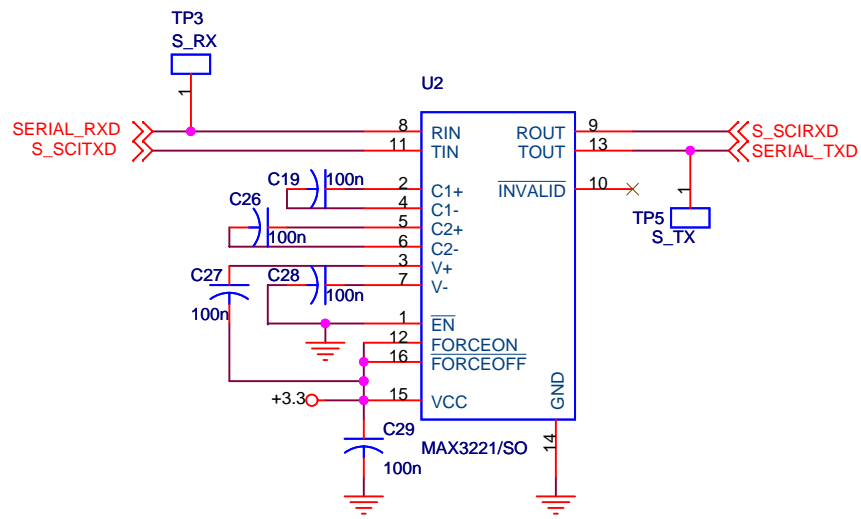 TP3
S_RX
1
U2
SERIAL_RXD
8
RIN
ROUT
9
S_SCIRXD
S_SCITXD
11
TIN
TOUT
13
SERIAL_TXD
C19
100n
2
C1+
INVALID
10
1
4
C1-
C26
100n
5
C2+
TP5
S_TX
6
C2-
3
V+
C27
100n
C28
100n
7
V-
1
EN
12
FORCEON
16
FORCEOFF
+3.3
15
VCC
GND
14
C29
100n
MAX3221/SO